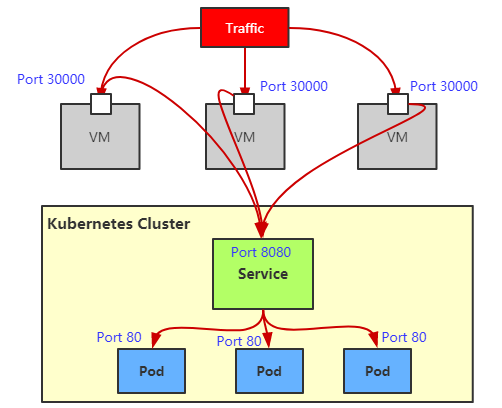 Traffic
Port 30000
Port 30000
Port 30000
VM
VM
VM
Kubernetes Cluster
Port 8080
Service
Port 80
Port 80
Port 80
Pod
Pod
Pod